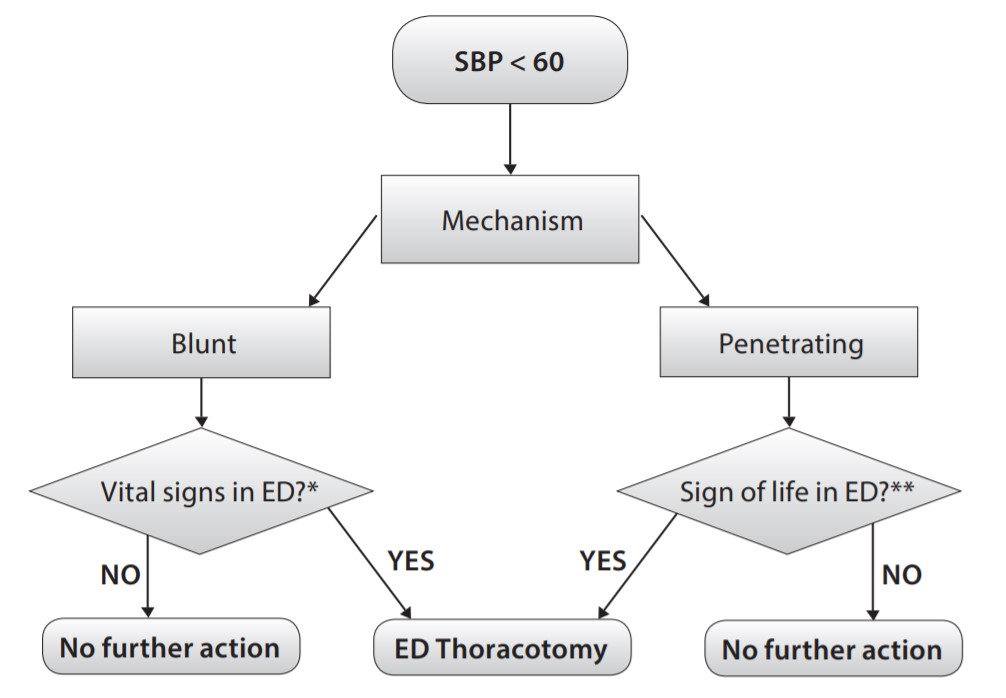 SBP < 60
Mechanism
Blunt
Penetrating
Vital signs in ED?*
Sign of life in ED?**
NO
YES
YES
NO
No further action
ED Thoracotomy
No further action